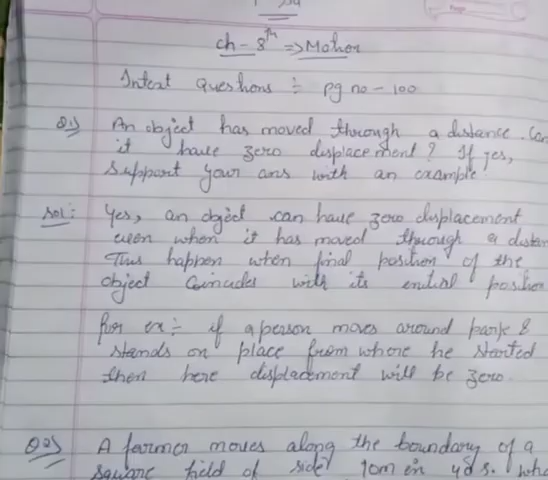 ch - 8th => Motion
Intext Questions ÷ Pg no - 100
Q1) An object has moved through a distance. Can
it have zero displacement? If yes,
Support your ans with an example
Sol: Yes, an object can have zero displacement
even when it has moved through a distan
This happen when final position of the
object Coincides with its initial position
For ex ÷ if a person moves around park &
stands on place from where he started
then here displacement will be zero.
Q2) A farmer moves along the boundary of a
square field of side 10m in 40s. wha